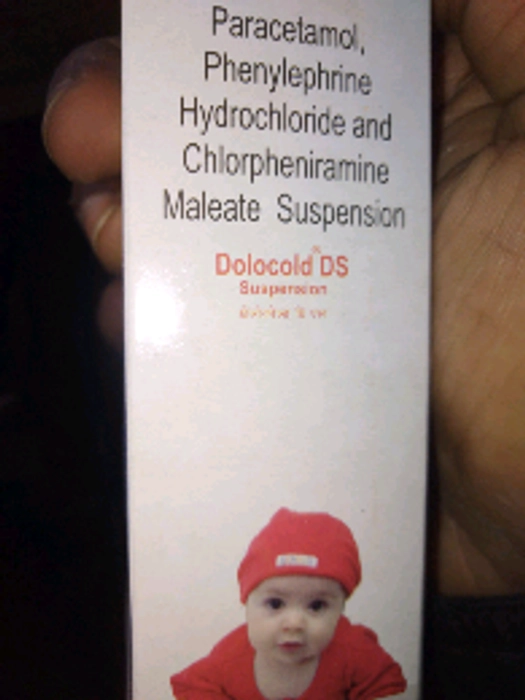 Paracetamol,
Phenylephrine
Hydrochloride and
Chlorpheniramine
Maleate Suspension
Dolocold® DS
Suspension